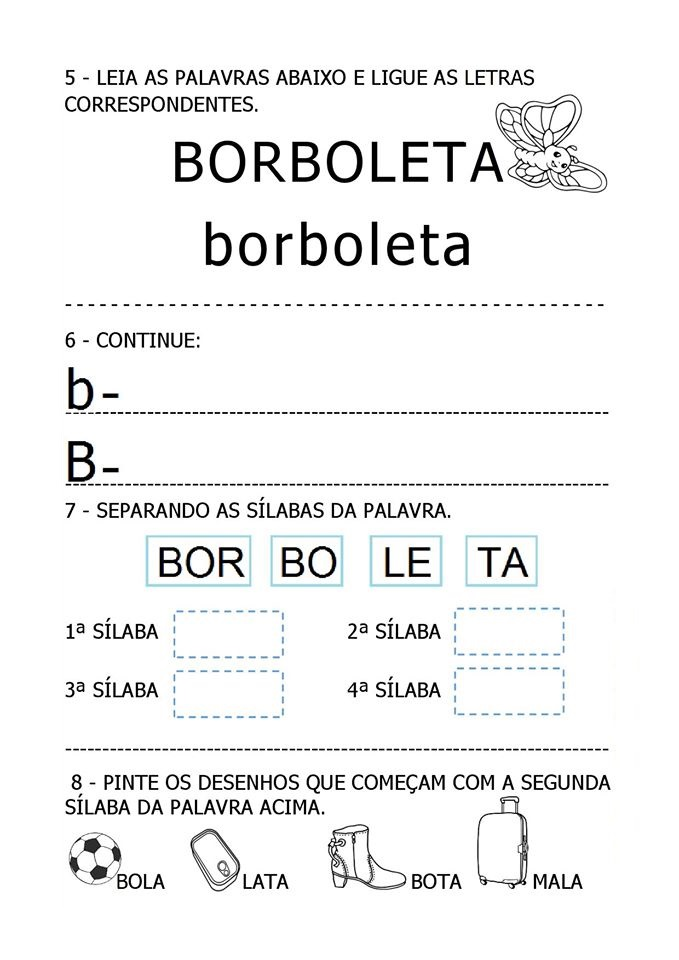 5 - LEIA AS PALAVRAS ABAIXO E LIGUE AS LETRAS
CORRESPONDENTES.
BORBOLETA
borboleta
6 - CONTINUE:
b-
B-
7 - SEPARANDO AS SÍLABAS DA PALAVRA.
BOR BO LE TA
1ª SÍLABA 2ª SÍLABA
3ª SÍLABA 4ª SÍLABA
8 - PINTE OS DESENHOS QUE COMEÇAM COM A SEGUNDA
SÍLABA DA PALAVRA ACIMA.
BOLA LATA BOTA MALA